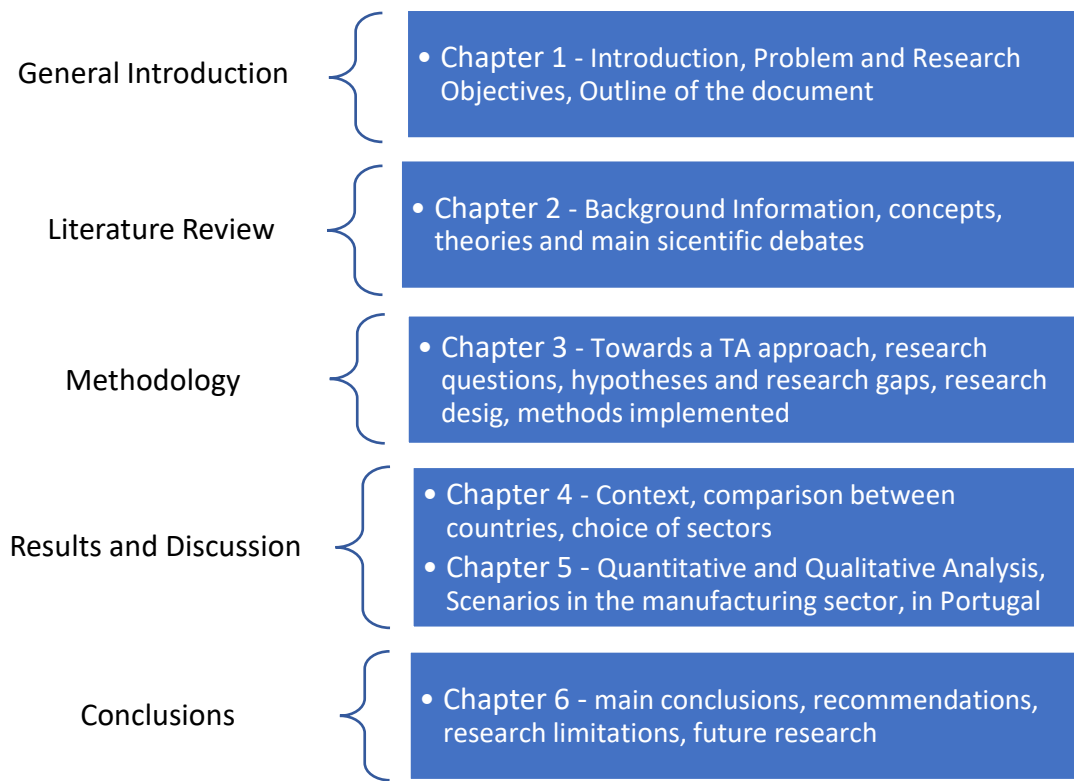 General Introduction
• Chapter 1 - Introduction, Problem and Research
Objectives, Outline of the document
Literature Review
• Chapter 2 - Background Information, concepts,
theories and main sicentific debates
Methodology
• Chapter 3 - Towards a TA approach, research
questions, hypotheses and research gaps, research
desig, methods implemented
Results and Discussion
• Chapter 4 - Context, comparison between
countries, choice of sectors
• Chapter 5 - Quantitative and Qualitative Analysis,
Scenarios in the manufacturing sector, in Portugal
Conclusions
• Chapter 6 - main conclusions, recommendations,
research limitations, future research